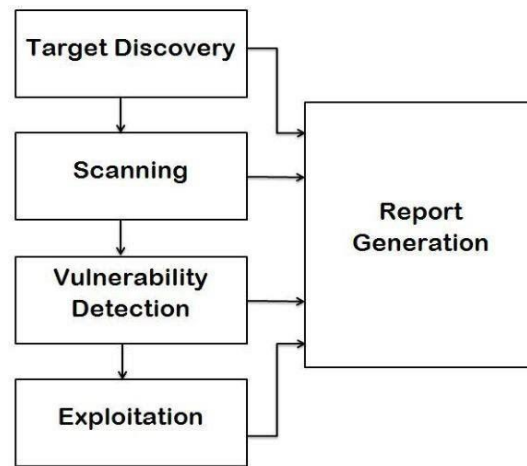 Target Discovery
Scanning
Vulnerability
Detection
Exploitation
Report
Generation